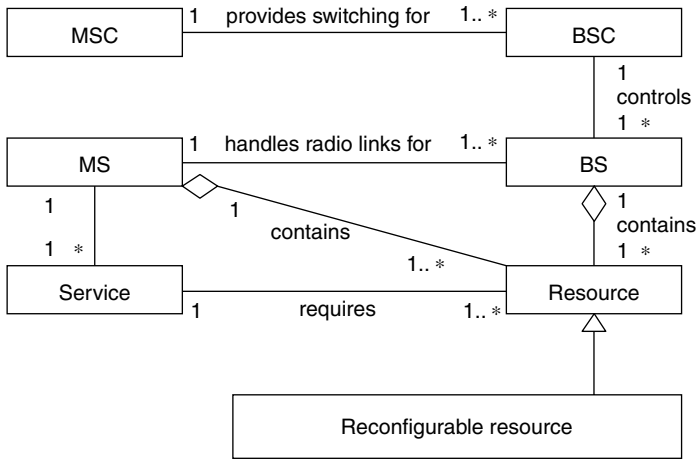 MSC
1 provides switching for 1.. *
BSC
1
controls
1 *
MS
1 handles radio links for 1.. *
BS
1
1 *
1
contains
1.. *
1
contains
1 *
Service
1 requires 1.. *
Resource
Reconfigurable resource